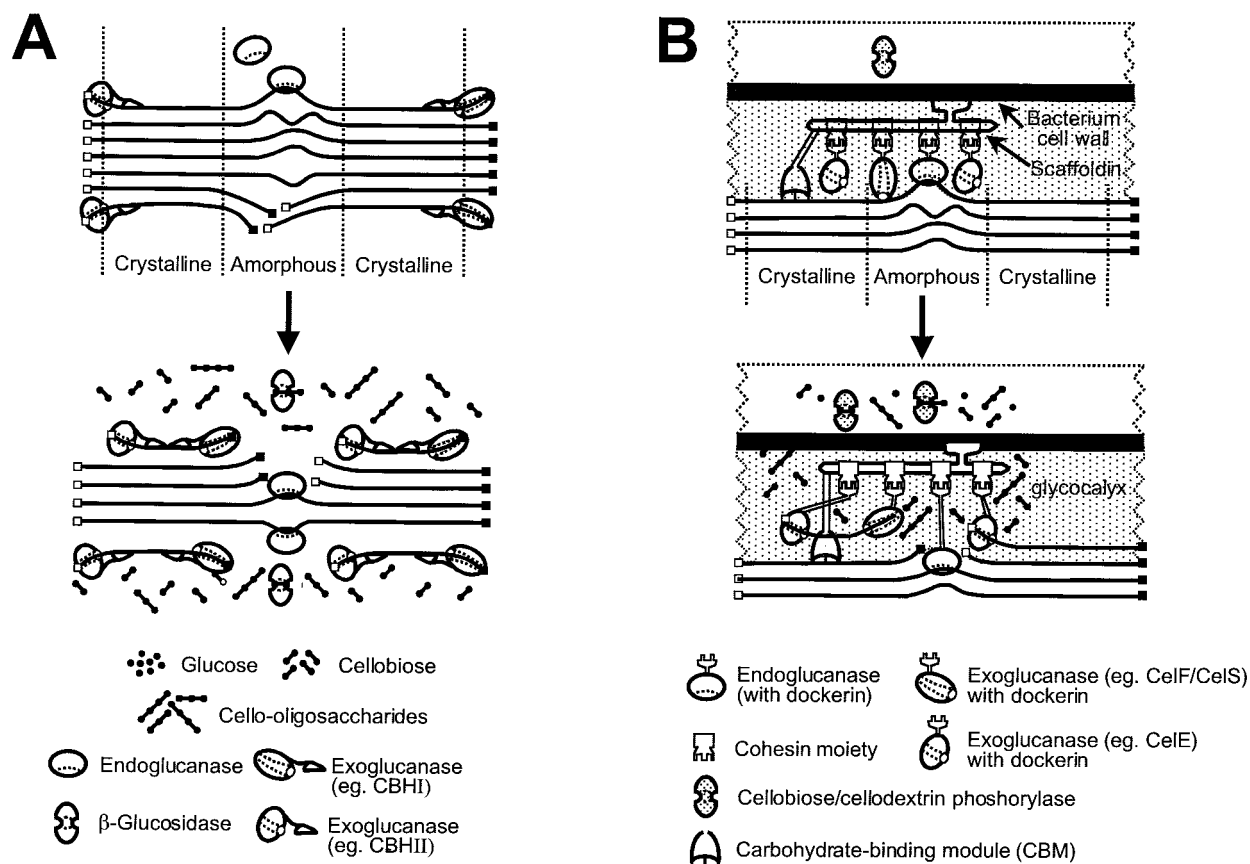 A
Crystalline
Amorphous
Crystalline
Glucose
Cellobiose
Cello-oligosaccharides
Endoglucanase
Exoglucanase
(eg. CBHI)
β-Glucosidase
Exoglucanase
(eg. CBHII)
B
Bacterium
cell wall
Scaffoldin
Crystalline
Amorphous
Crystalline
glycocalyx
Endoglucanase
(with dockerin)
Exoglucanase (eg. CelF/CelS)
with dockerin
Cohesin moiety
Exoglucanase (eg. CelE)
with dockerin
Cellobiose/cellodextrin phoshorylase
Carbohydrate-binding module (CBM)